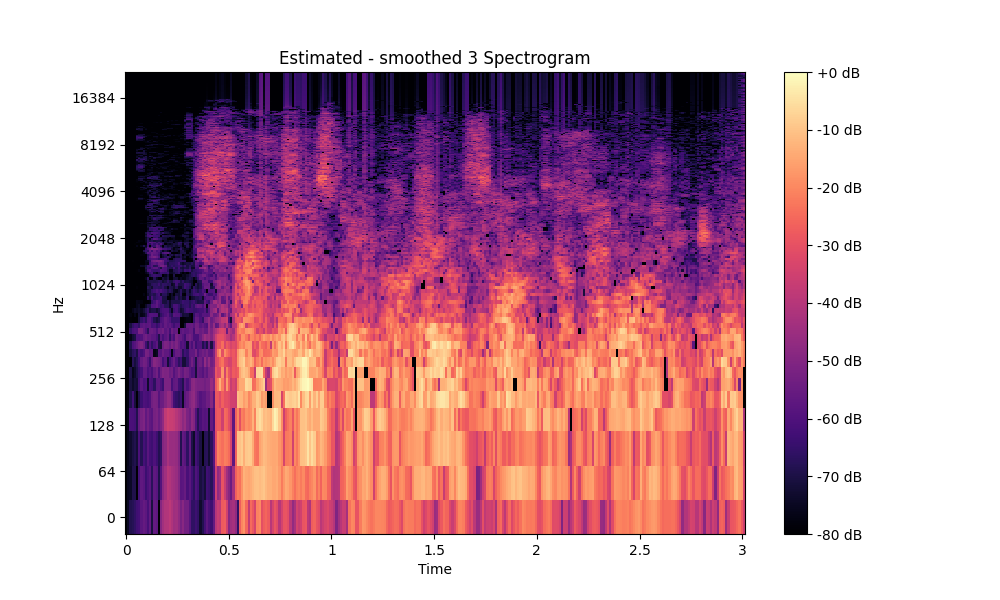 Estimated - smoothed 3 Spectrogram
16384
8192
4096
2048
1024
512
256
128
64
0
Hz
0
0.5
1
1.5
2
2.5
3
Time
+0 dB
-10 dB
-20 dB
-30 dB
-40 dB
-50 dB
-60 dB
-70 dB
-80 dB